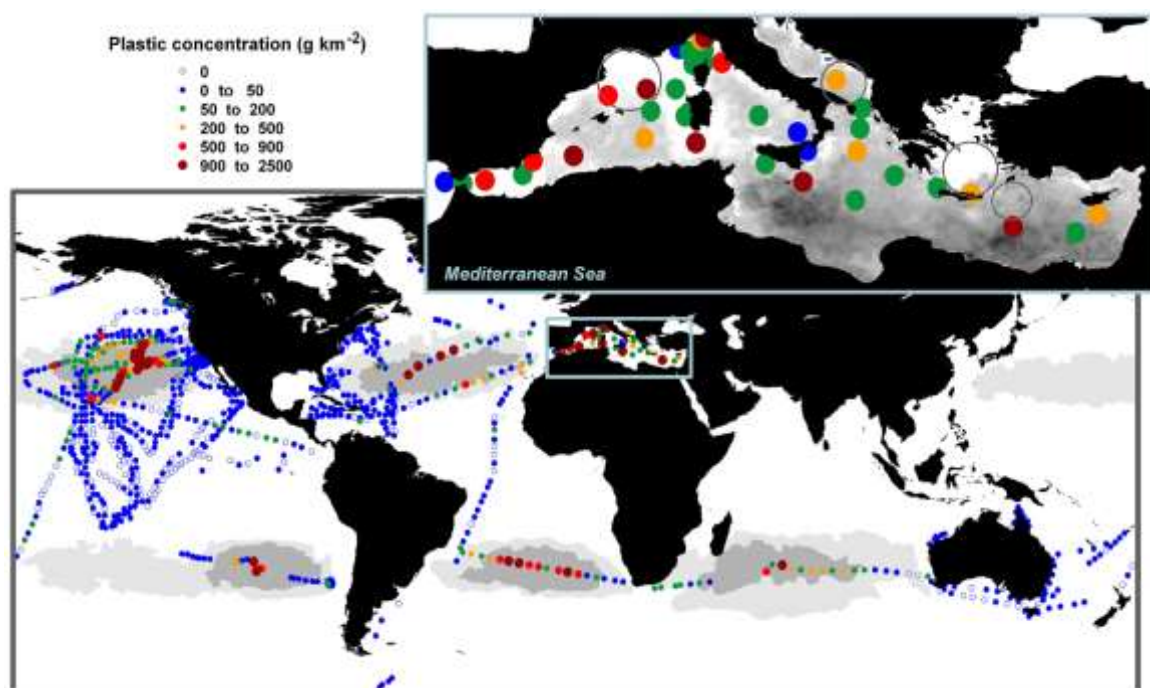 Plastic concentration (g km⁻²)
0
0 to 50
50 to 200
200 to 500
500 to 900
900 to 2500
Mediterranean Sea